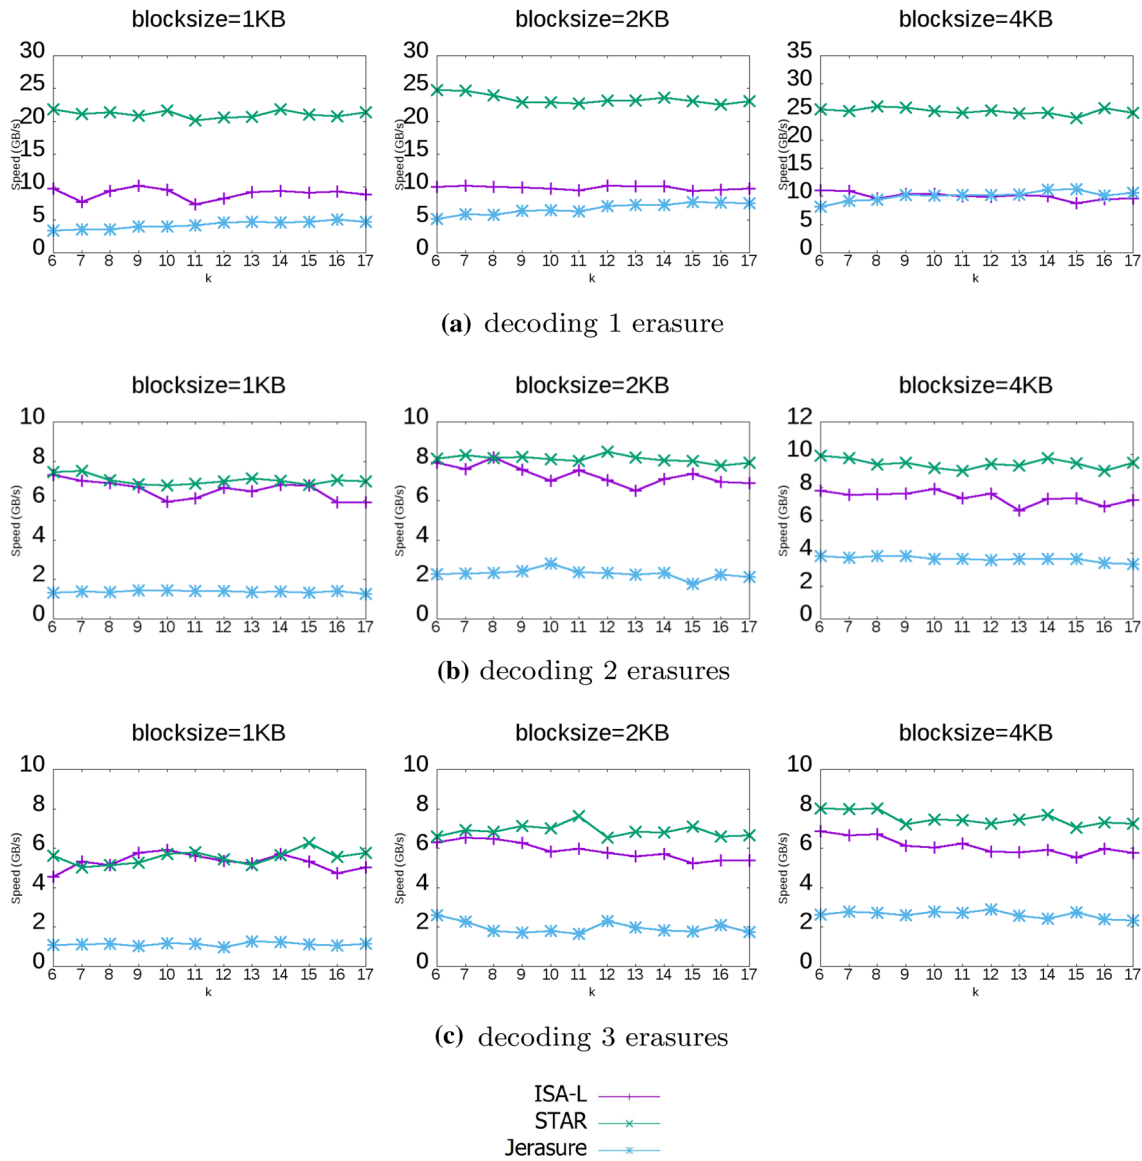 blocksize=1KB blocksize=2KB blocksize=4KB
30 30 35
25 25 30
20 20 25
15 15 20
10 10 15
5 5 10
0 0 5
0
Speed (GB/s) Speed (GB/s) Speed (GB/s)
6 7 8 9 10 11 12 13 14 15 16 17 6 7 8 9 10 11 12 13 14 15 16 17 6 7 8 9 10 11 12 13 14 15 16 17
k k k
(a) decoding 1 erasure
blocksize=1KB blocksize=2KB blocksize=4KB
10 10 12
8 8 10
6 6 8
4 4 6
2 2 4
0 0 2
0
Speed (GB/s) Speed (GB/s) Speed (GB/s)
6 7 8 9 10 11 12 13 14 15 16 17 6 7 8 9 10 11 12 13 14 15 16 17 6 7 8 9 10 11 12 13 14 15 16 17
(b) decoding 2 erasures
blocksize=1KB blocksize=2KB blocksize=4KB
10 10 10
8 8 8
6 6 6
4 4 4
2 2 2
0 0 0
Speed (GB/s) Speed (GB/s) Speed (GB/s)
6 7 8 9 10 11 12 13 14 15 16 17 6 7 8 9 10 11 12 13 14 15 16 17 6 7 8 9 10 11 12 13 14 15 16 17
k k k
(c) decoding 3 erasures
ISA-L
STAR
Jerasure